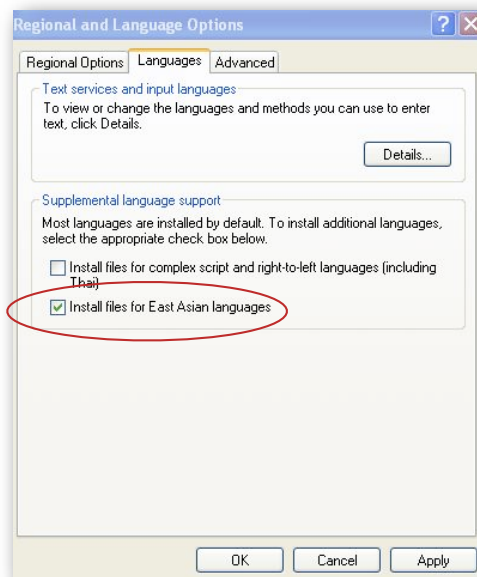 Regional and Language Options
Regional Options
Languages
Advanced
Text services and input languages
To view or change the languages and methods you can use to enter
text, click Details.
Details...
Supplemental language support
Most languages are installed by default. To install additional languages,
select the appropriate check box below.
Install files for complex script and right-to-left languages (including
Thai)
Install files for East Asian languages
OK
Cancel
Apply